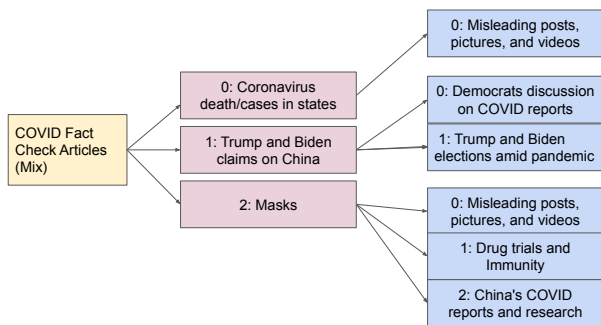 COVID Fact
Check Articles
(Mix)
0: Coronavirus
death/cases in states
1: Trump and Biden
claims on China
2: Masks
0: Misleading posts,
pictures, and videos
0: Democrats discussion
on COVID reports
1: Trump and Biden
elections amid pandemic
0: Misleading posts,
pictures, and videos
1: Drug trials and
Immunity
2: China's COVID
reports and research